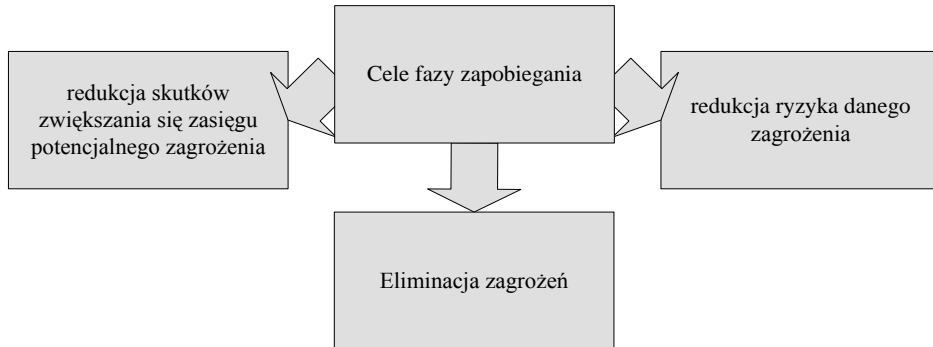 Cele fazy zapobiegania
redukcja skutków
zwiększania się zasięgu
potencjalnego zagrożenia
redukcja ryzyka danego
zagrożenia
Eliminacja zagrożeń